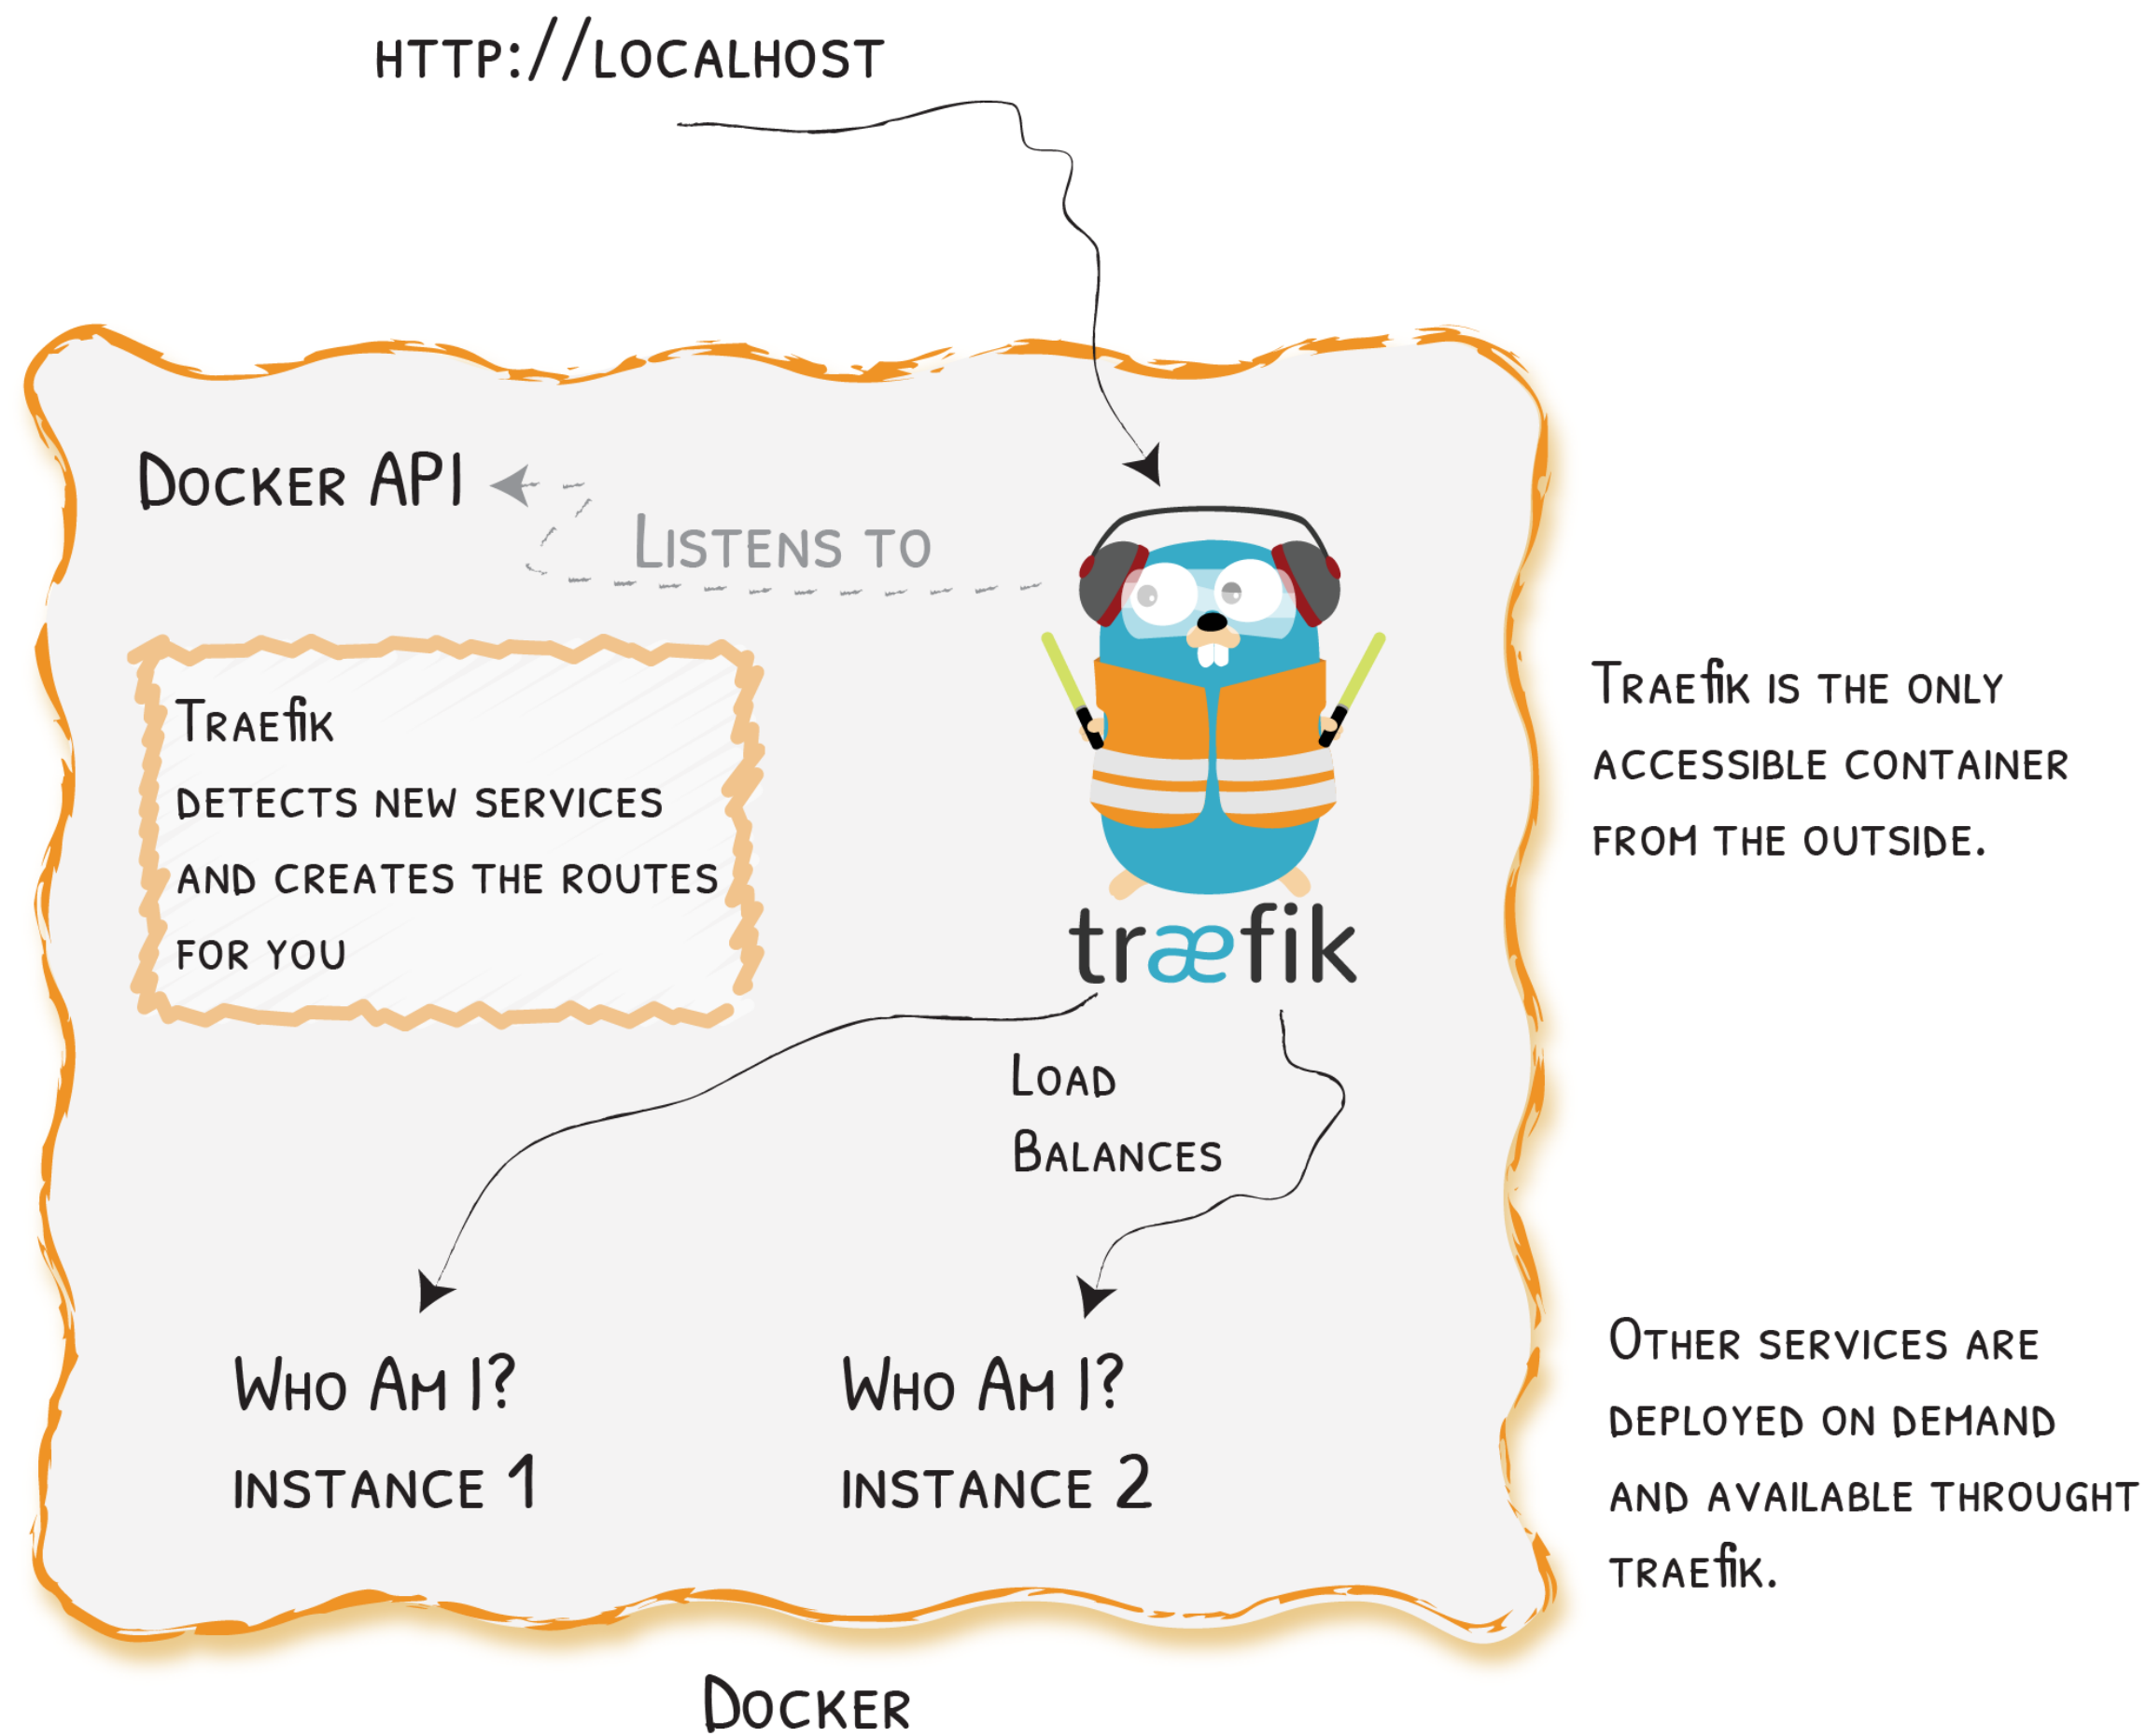 http://localhost
Docker API
Listens to
Traefik
detects new services
and creates the routes
for you
træfik
Traefik is the only
accessible container
from the outside.
Load
Balances
Who Am I?
instance 1
Who Am I?
instance 2
Other services are
deployed on demand
and available throught
traefik.
Docker